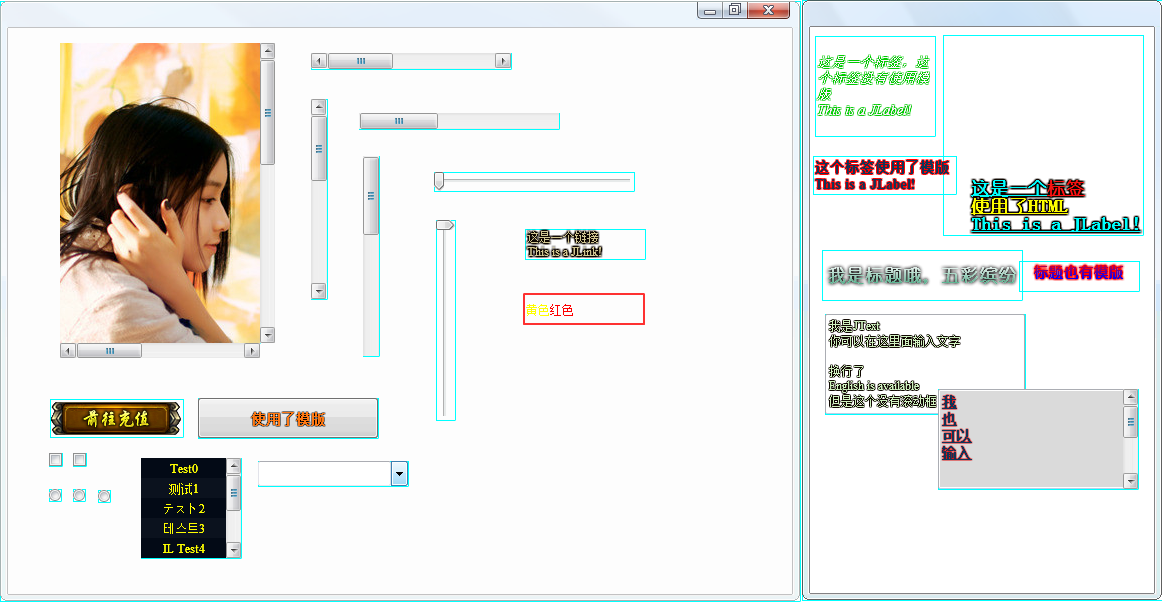 这是一个链接
This is a JLink!
黄色红色
前往充值
使用了模版
Test0
测试1
テスト2
테스트3
IL Test4
这是一个标签，这
个标签没有使用模
版
This is a JLabel!
这个标签使用了模版
This is a JLabel!
这是一个标签
使用了HTML
This is a JLabel!
我是标题哦。五彩缤纷
标题也有模版
我是JText
你可以在这里面输入文字
换行了
English is available
但是这个没有滚动框
我
也
可以
输入